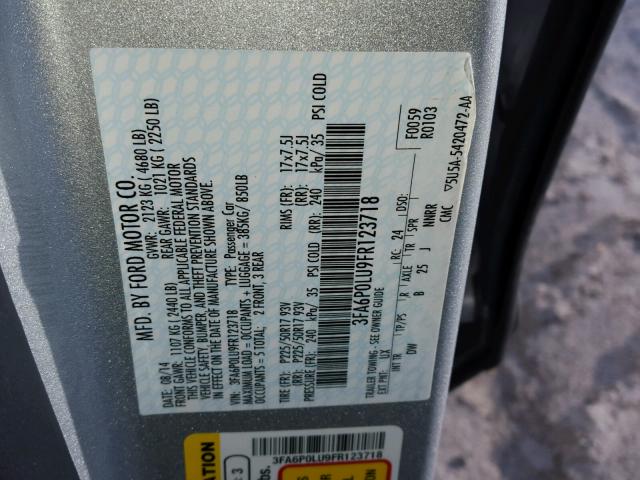 MFD. BY FORD MOTOR CO.
DATE: 08/14 GVWR: 2123 KG ( 4680 LB)
FRONT GAWR: 1107 KG ( 2440 LB) REAR GAWR: 1021 KG ( 2250 LB)
THIS VEHICLE CONFORMS TO ALL APPLICABLE FEDERAL MOTOR
VEHICLE SAFETY, BUMPER, AND THEFT PREVENTION STANDARDS
IN EFFECT ON THE DATE OF MANUFACTURE SHOWN ABOVE.
VIN: 3FA6P0LU9FR123718 TYPE: Passenger Car
MAXIMUM LOAD = OCCUPANTS + LUGGAGE = 385KG/ 850LB
OCCUPANTS = 5 TOTAL: 2 FRONT, 3 REAR
TIRE (FR): P225/50R17 93V RIMS (FR): 17x7.5J
(RR): P225/50R17 93V (RR): 17x7.5J
PRESSURE (FR): 240 kPa/ 35 PSI COLD (RR): 240 kPa/ 35 PSI COLD
3FA6P0LU9FR123718
F0059
R0103
TRAILER TOWING - SEE OWNER GUIDE
EXT PNT: UX RC: 24 DSO:
INT TR TP/PS R AXLE TR SPR
DW B 25 J NNRR
CMC 5U5A-5420472-AA
3FA6P0LU9FR123718
3